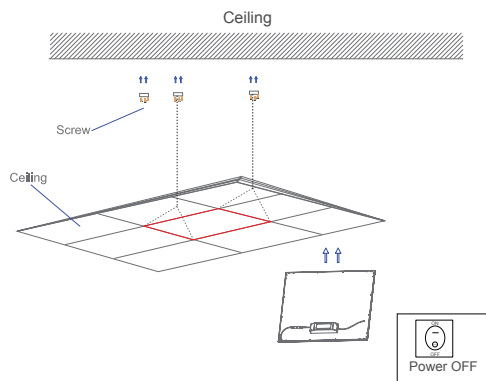 Ceiling
Screw
Ceiling
ON
OFF
Power OFF